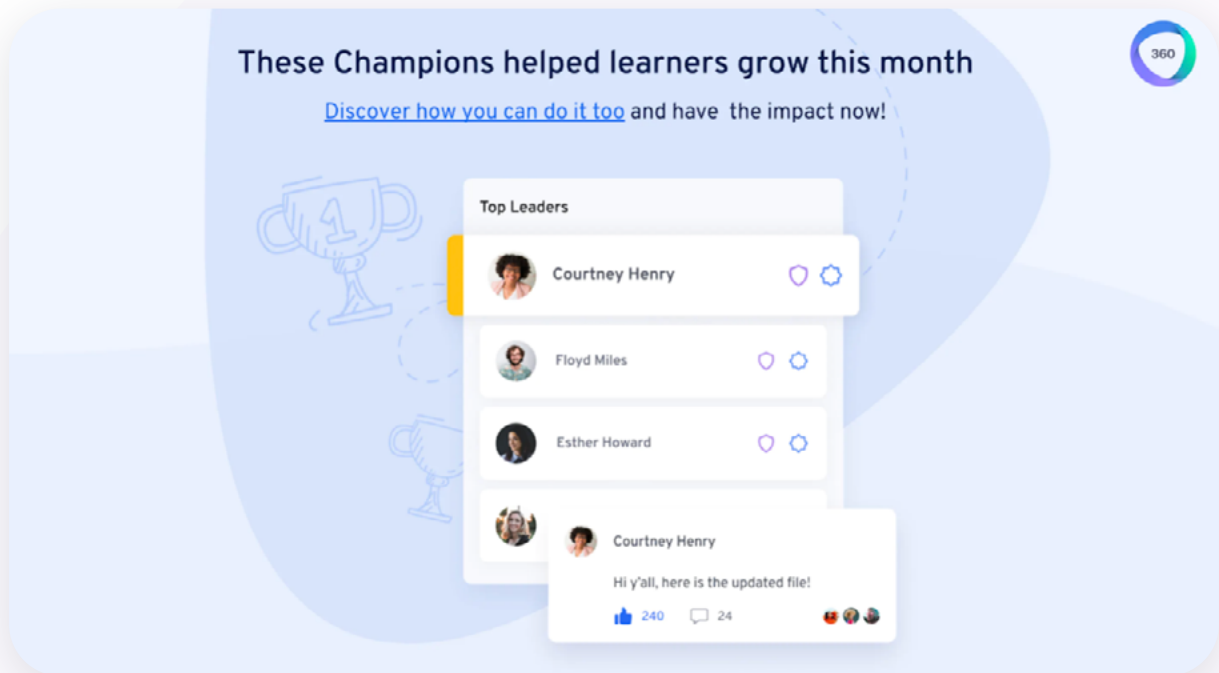 These Champions helped learners grow this month
360
Discover how you can do it too and have the impact now!
1
Top Leaders
Courtney Henry
Floyd Miles
Esther Howard
Courtney Henry
Hi y'all, here is the updated file!
240 24